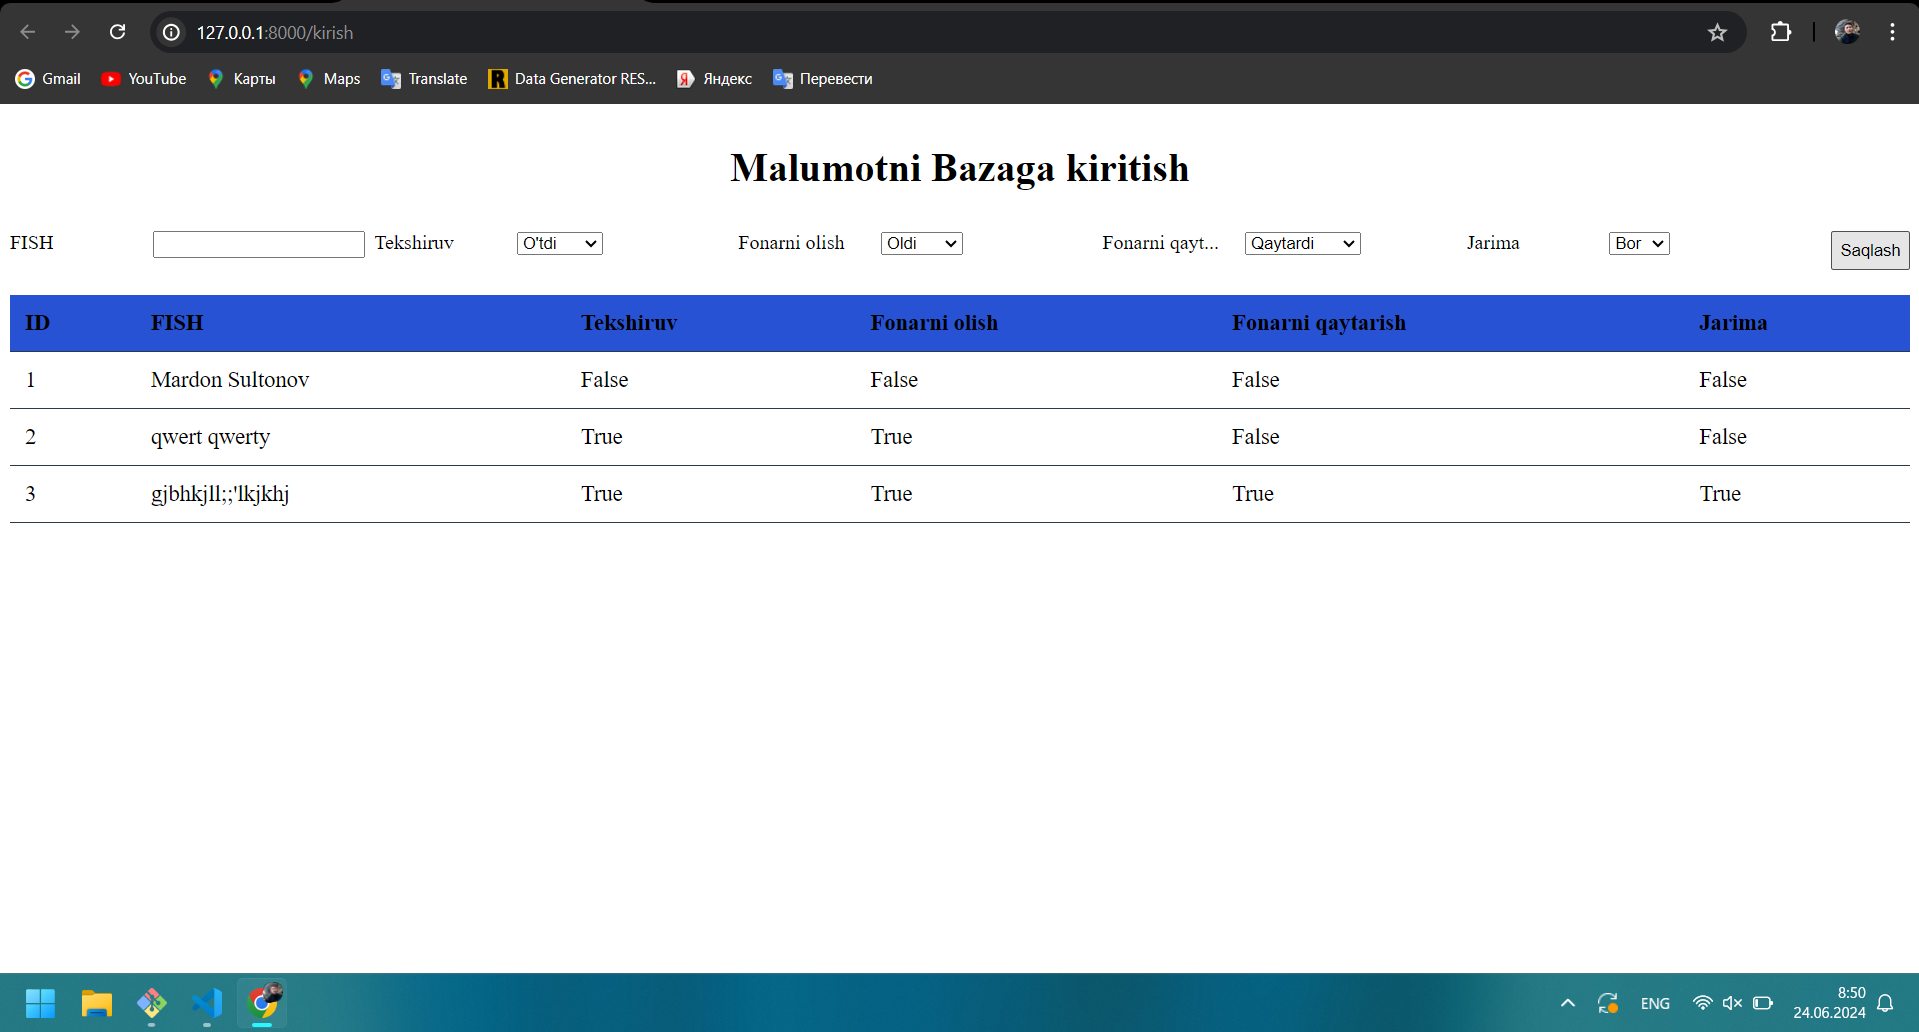 127.0.0.1:8000/kirish
Gmail YouTube Карты Maps Translate Data Generator RES... Яндекс Перевести
Malumotni Bazaga kiritish
FISH Tekshiruv O'tdi Fonarni olish Oldi Fonarni qayt... Qaytardi Jarima Bor Saqlash
ID FISH Tekshiruv Fonarni olish Fonarni qaytarish Jarima
1 Mardon Sultonov False False False False
2 qwert qwerty True True False False
3 gjbhkjll;;'lkjkhj True True True True
ENG 8:50
24.06.2024